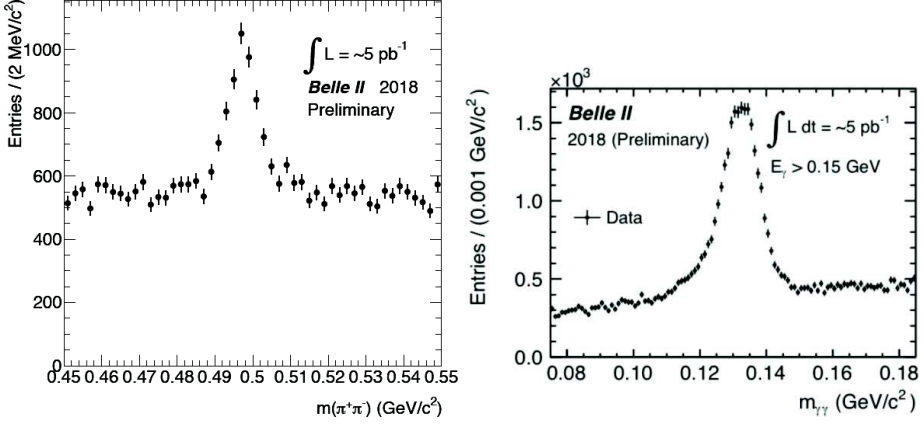 Entries / (2 MeV/c²)
1000
800
600
400
200
0
∫ L = ~5 pb⁻¹
Belle II 2018
Preliminary
0.45 0.46 0.47 0.48 0.49 0.5 0.51 0.52 0.53 0.54 0.55
m(π⁺π⁻) (GeV/c²)
×10³
Entries / (0.001 GeV/c²)
1.5
1.0
0.5
0.0
Belle II
2018 (Preliminary)
∫ L dt = ~5 pb⁻¹
Eγ > 0.15 GeV
Data
0.08 0.10 0.12 0.14 0.16 0.18
mγγ (GeV/c²)